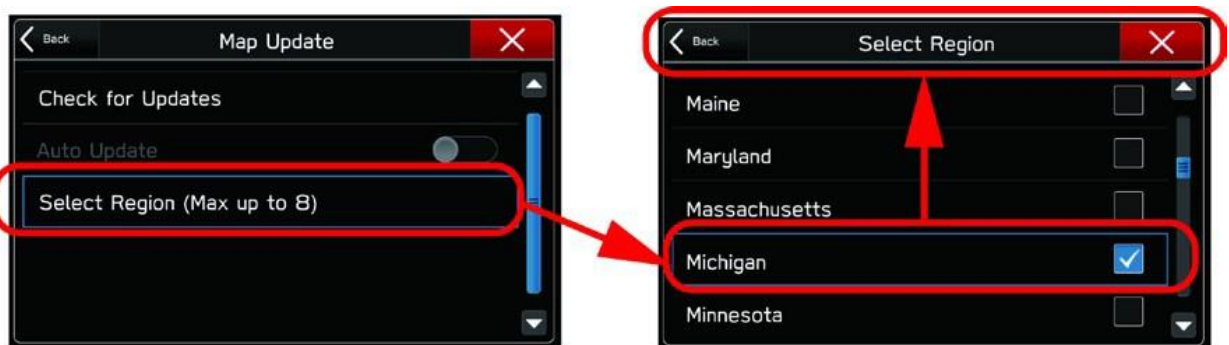 Back
Map Update
Check for Updates
Auto Update
Select Region (Max up to 8)
Back
Select Region
Maine
Maryland
Massachusetts
Michigan
Minnesota